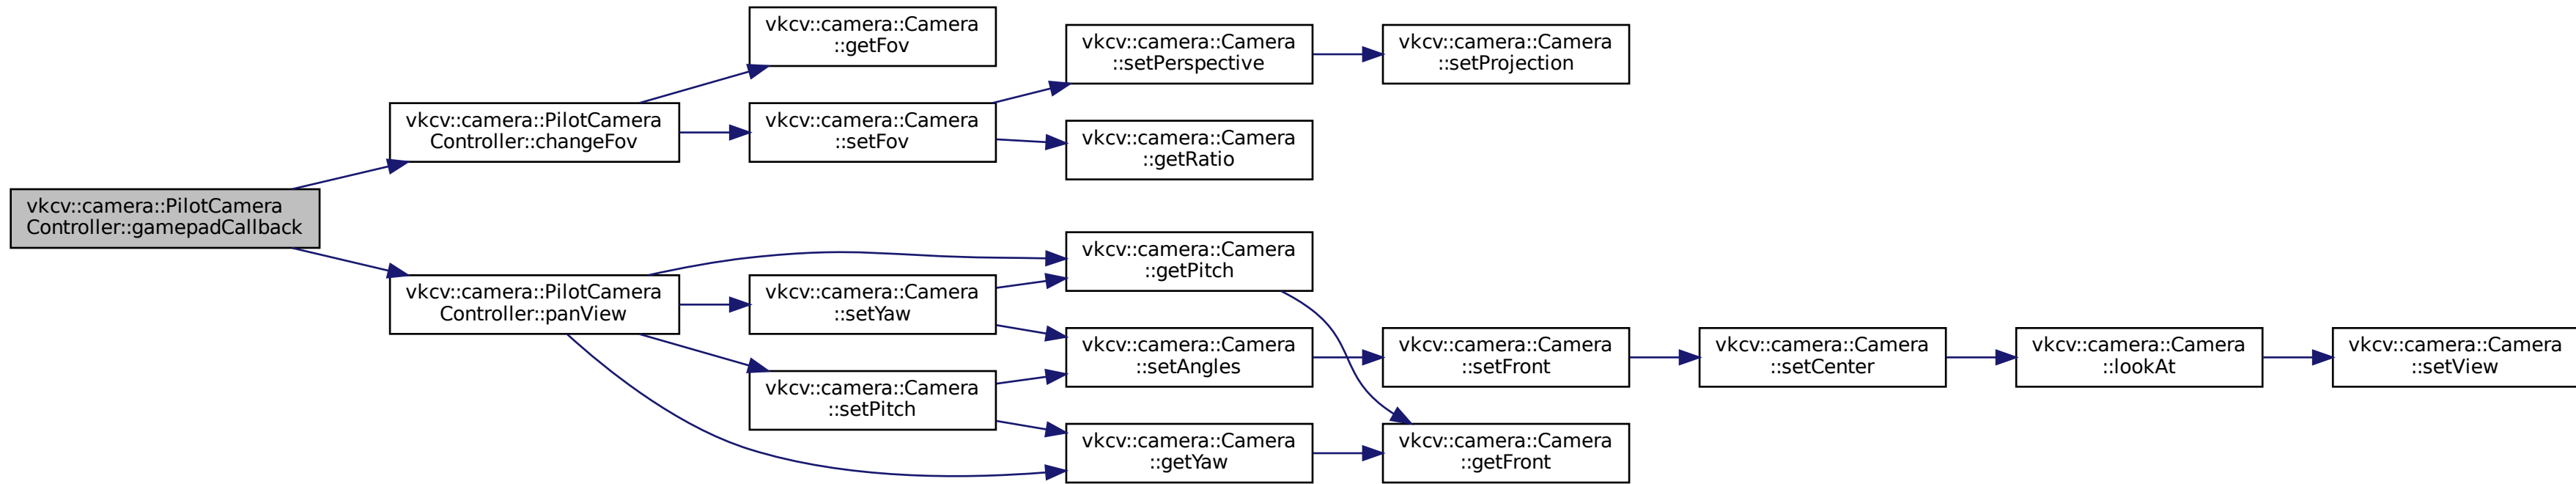 vkcv::camera::PilotCamera
Controller::gamepadCallback
vkcv::camera::PilotCamera
Controller::changeFov
vkcv::camera::Camera
::getFov
vkcv::camera::Camera
::setFov
vkcv::camera::Camera
::setPerspective
vkcv::camera::Camera
::setProjection
vkcv::camera::Camera
::getRatio
vkcv::camera::PilotCamera
Controller::panView
vkcv::camera::Camera
::getPitch
vkcv::camera::Camera
::setYaw
vkcv::camera::Camera
::setPitch
vkcv::camera::Camera
::setAngles
vkcv::camera::Camera
::getYaw
vkcv::camera::Camera
::setFront
vkcv::camera::Camera
::getFront
vkcv::camera::Camera
::setCenter
vkcv::camera::Camera
::lookAt
vkcv::camera::Camera
::setView